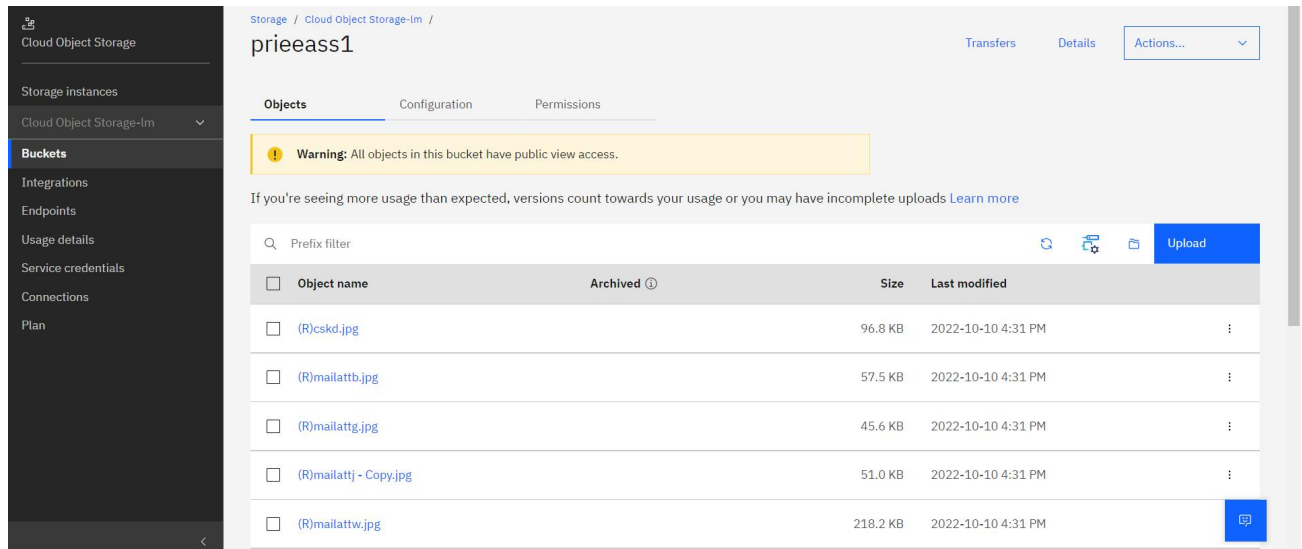 Cloud Object Storage
Storage instances
Cloud Object Storage-lm
Buckets
Integrations
Endpoints
Usage details
Service credentials
Connections
Plan
Storage / Cloud Object Storage-lm /
prieeass1
Transfers Details Actions...
Objects Configuration Permissions
Warning: All objects in this bucket have public view access.
If you're seeing more usage than expected, versions count towards your usage or you may have incomplete uploads Learn more
Prefix filter Upload
Object name Archived Size Last modified
(R)cskd.jpg 96.8 KB 2022-10-10 4:31 PM
(R)mailattb.jpg 57.5 KB 2022-10-10 4:31 PM
(R)mailattg.jpg 45.6 KB 2022-10-10 4:31 PM
(R)mailattj - Copy.jpg 51.0 KB 2022-10-10 4:31 PM
(R)mailattw.jpg 218.2 KB 2022-10-10 4:31 PM